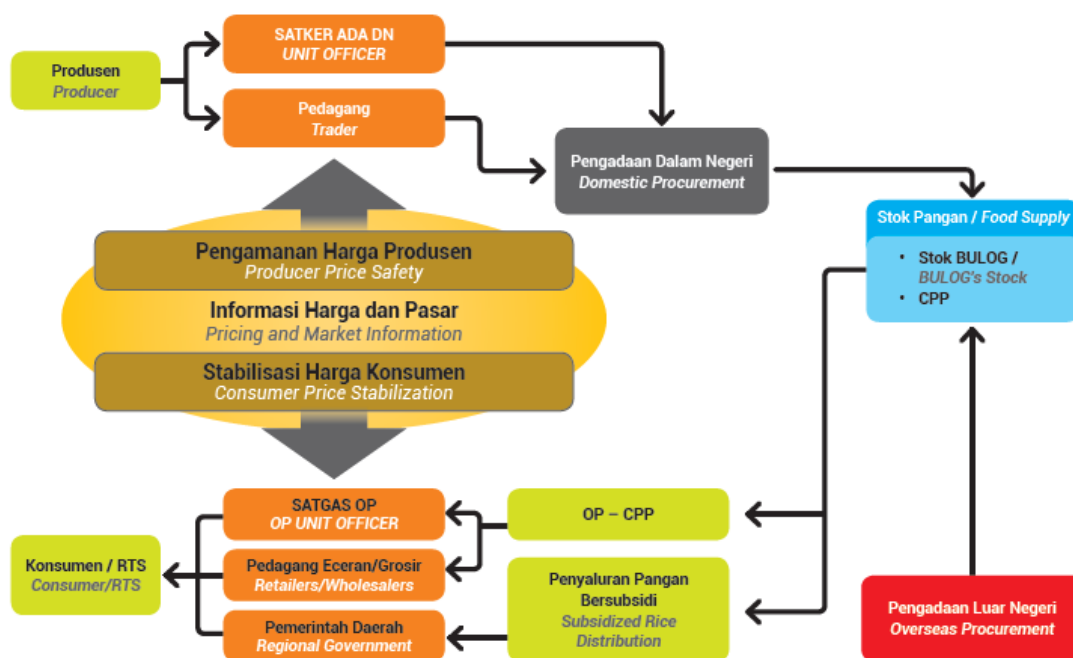 SATKER ADA DN
UNIT OFFICER
Produsen
Producer
Pedagang
Trader
Pengadaan Dalam Negeri
Domestic Procurement
Stok Pangan / Food Supply
• Stok BULOG /
BULOG's Stock
• CPP
Pengamanan Harga Produsen
Producer Price Safety
Informasi Harga dan Pasar
Pricing and Market Information
Stabilisasi Harga Konsumen
Consumer Price Stabilization
SATGAS OP
OP UNIT OFFICER
OP – CPP
Konsumen / RTS
Consumer/RTS
Pedagang Eceran/Grosir
Retailers/Wholesalers
Penyaluran Pangan
Bersubsidi
Subsidized Rice
Distribution
Pemerintah Daerah
Regional Government
Pengadaan Luar Negeri
Overseas Procurement